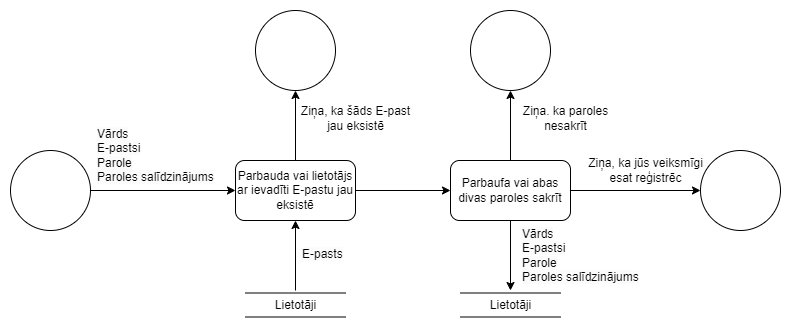 Ziņa, ka šāds E-past
jau eksistē
Ziņa. ka paroles
nesakrīt
Vārds
E-pastsi
Parole
Paroles salīdzinājums
Parbauda vai lietotājs
ar ievadīti E-pastu jau
eksistē
Parbaufa vai abas
divas paroles sakrīt
Ziņa, ka jūs veiksmīgi
esat reģistrēc
E-pasts
Vārds
E-pastsi
Parole
Paroles salīdzinājums
Lietotāji
Lietotāji